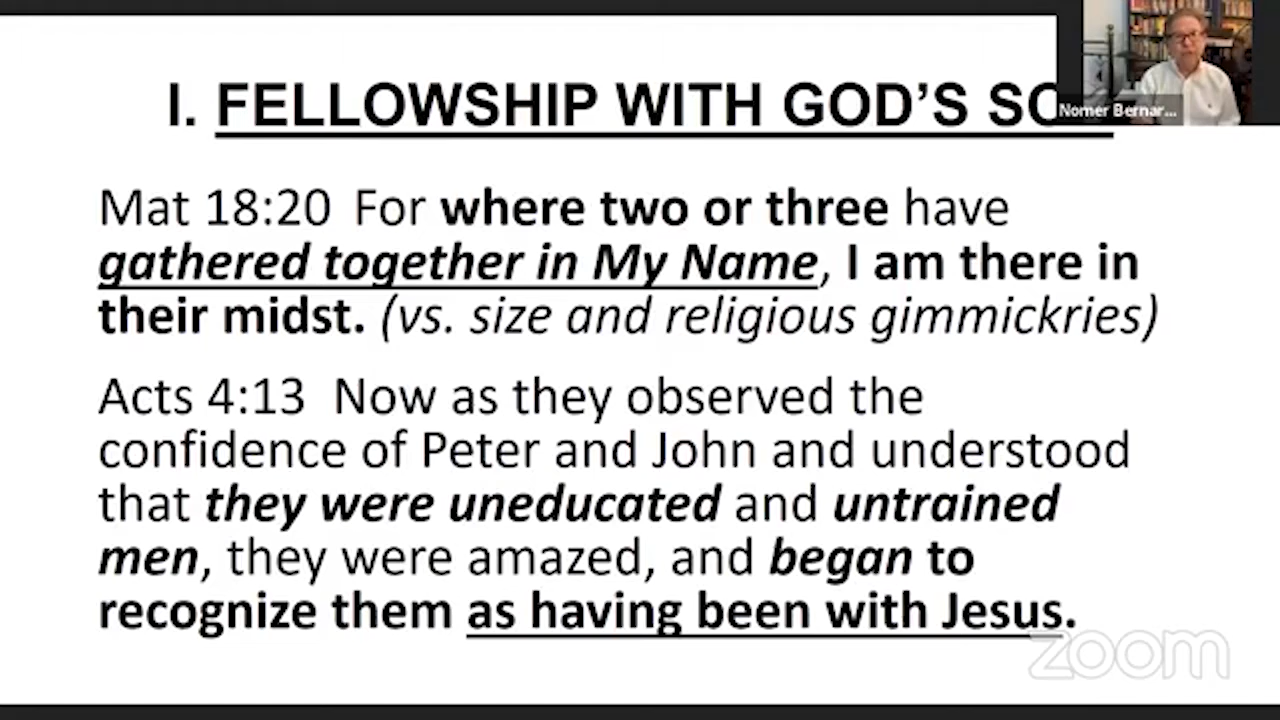 I. FELLOWSHIP WITH GOD'S
Nomer Bernar...
Mat 18:20 For where two or three have
gathered together in My Name, I am there in
their midst. (vs. size and religious gimmickries)
Acts 4:13 Now as they observed the
confidence of Peter and John and understood
that they were uneducated and untrained
men, they were amazed, and began to
recognize them as having been with Jesus.
zoom